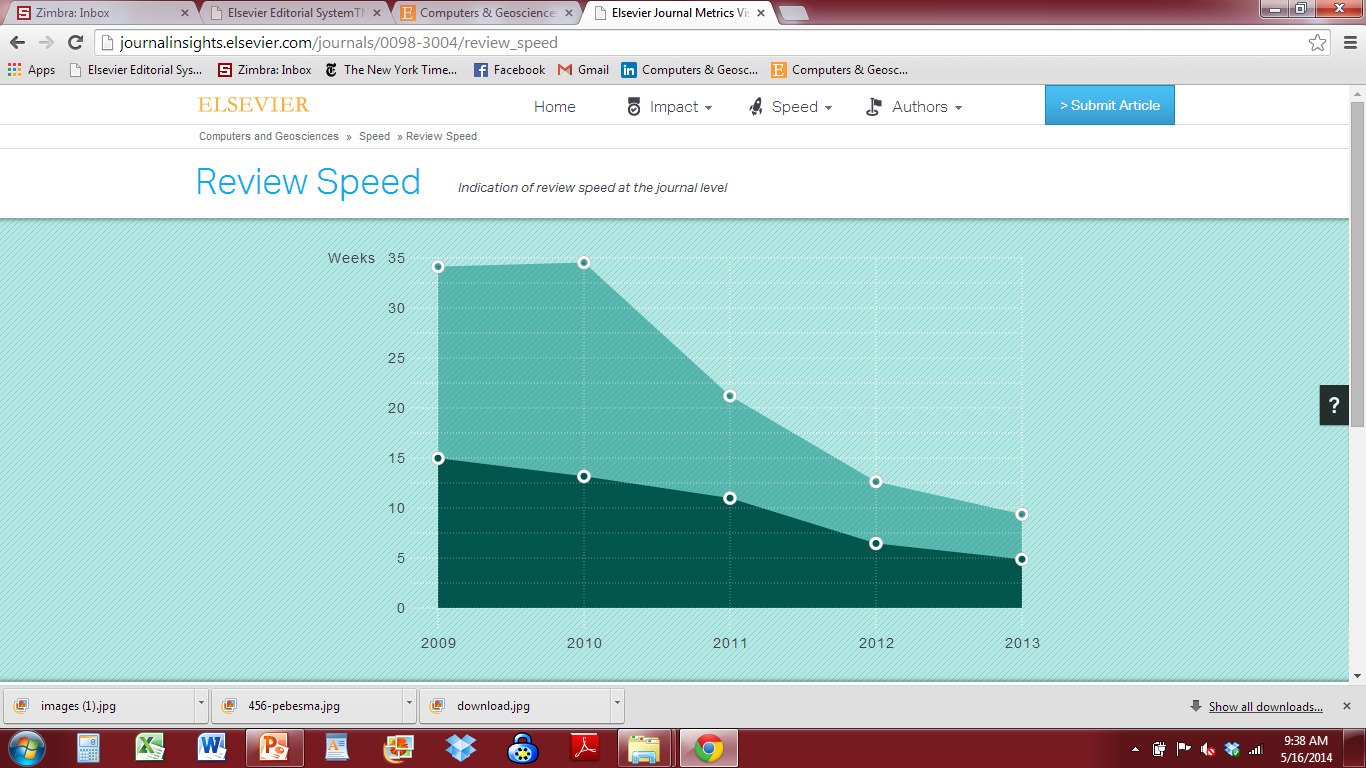 Zimbra: Inbox
Elsevier Editorial SystemTM
Computers & Geosciences
Elsevier Journal Metrics Vis
journalinsights.elsevier.com/journals/0098-3004/review_speed
Apps Elsevier Editorial Sys... Zimbra: Inbox The New York Time... Facebook Gmail Computers & Geosc... Computers & Geosc...
ELSEVIER Home Impact Speed Authors > Submit Article
Computers and Geosciences » Speed » Review Speed
Review Speed Indication of review speed at the journal level
Weeks 35
30
25
20
15
10
5
0
2009 2010 2011 2012 2013
?
images (1).jpg 456-pebesma.jpg download.jpg Show all downloads...
9:38 AM
5/16/2014